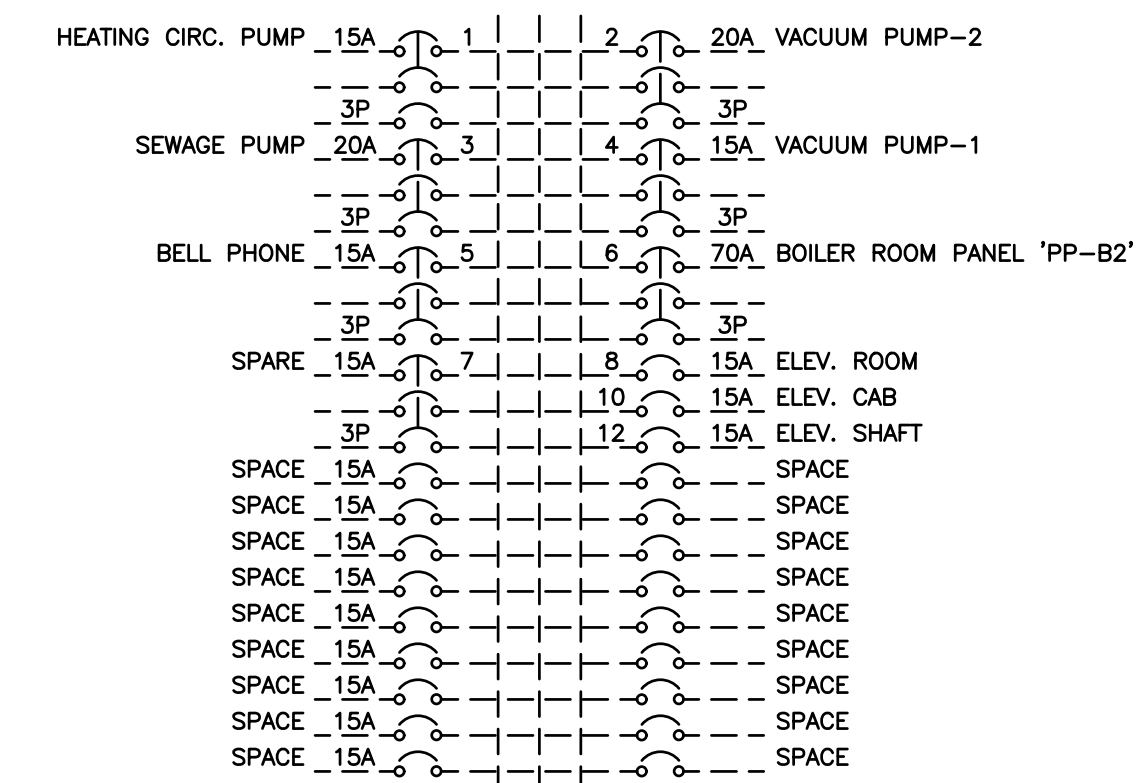 HEATING CIRC. PUMP 15A 1 2 20A VACUUM PUMP-2
3P 3P
SEWAGE PUMP 20A 3 4 15A VACUUM PUMP-1
3P 3P
BELL PHONE 15A 5 6 70A BOILER ROOM PANEL 'PP-B2'
3P 3P
SPARE 15A 7 8 15A ELEV. ROOM
10 15A ELEV. CAB
3P 12 15A ELEV. SHAFT
SPACE 15A SPACE
SPACE 15A SPACE
SPACE 15A SPACE
SPACE 15A SPACE
SPACE 15A SPACE
SPACE 15A SPACE
SPACE 15A SPACE
SPACE 15A SPACE
SPACE 15A SPACE